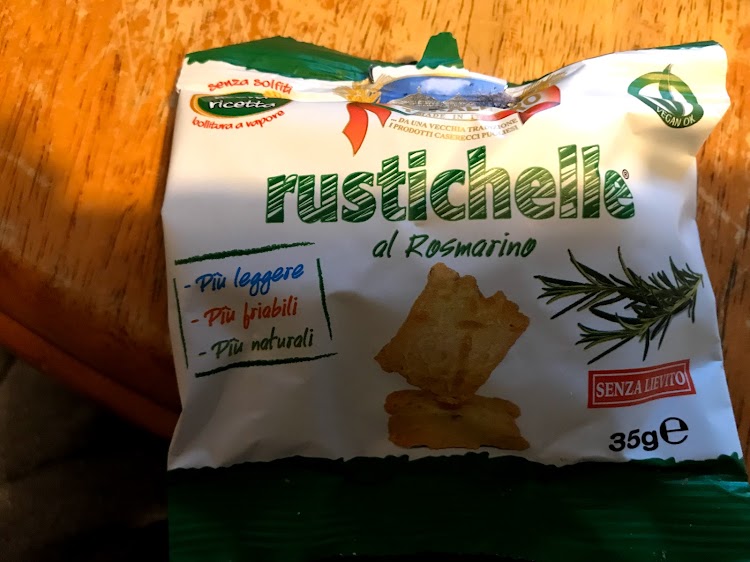 senza solfiti
ricetta
bollitura a vapore
MADE IN
... DA UNA VECCHIA TRADIZIONE
I PRODOTTI CASERECCI PUGLIESI
VEGAN OK
rustichelle®
al Rosmarino
- Più leggere
- Più friabili
- Più naturali
SENZA LIEVITO
35g e